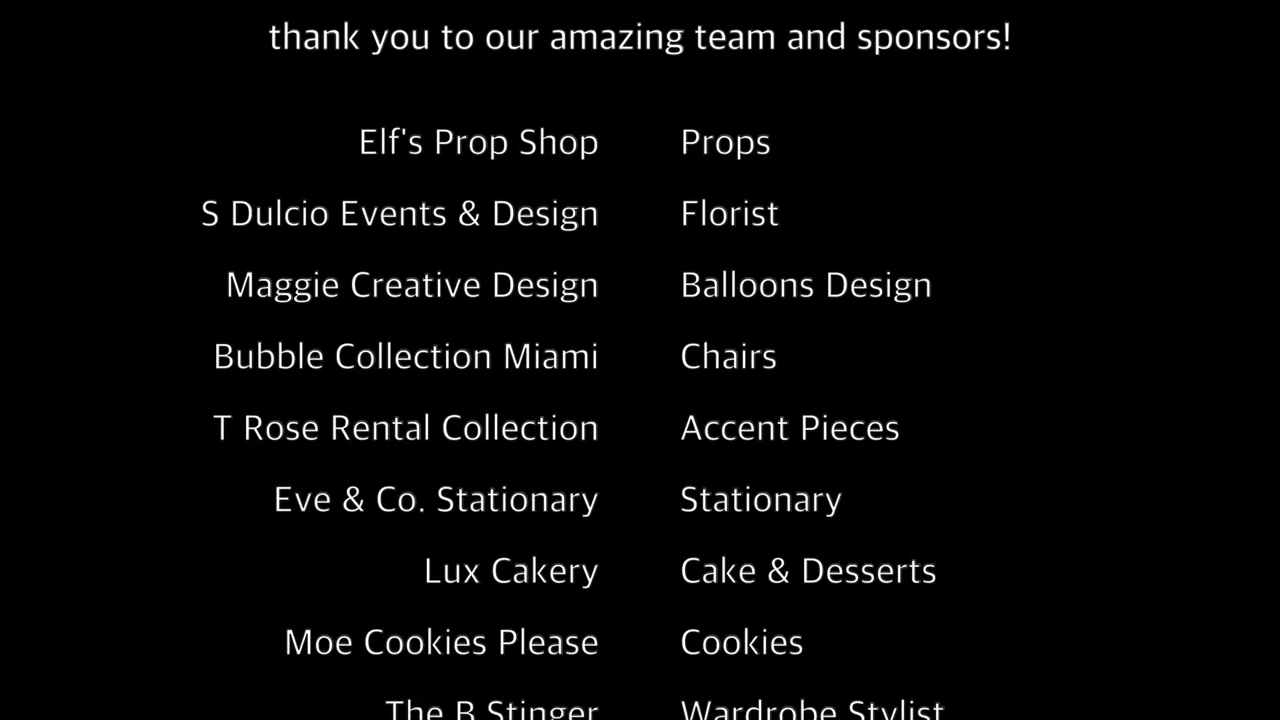 thank you to our amazing team and sponsors!
Elf's Prop Shop Props
S Dulcio Events & Design Florist
Maggie Creative Design Balloons Design
Bubble Collection Miami Chairs
T Rose Rental Collection Accent Pieces
Eve & Co. Stationary Stationary
Lux Cakery Cake & Desserts
Moe Cookies Please Cookies
The B Stinger Wardrobe Stylist